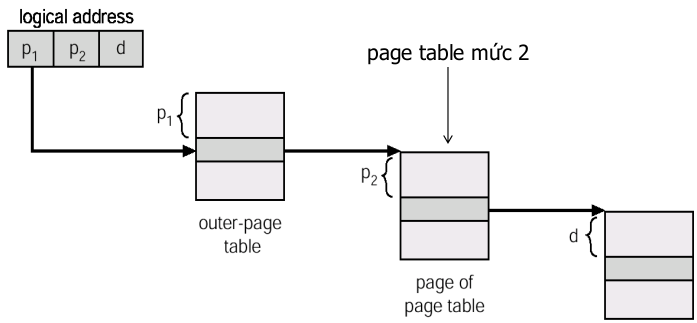 logical address
p1 p2 d
page table mức 2
p1
p2
outer-page
table
d
page of
page table